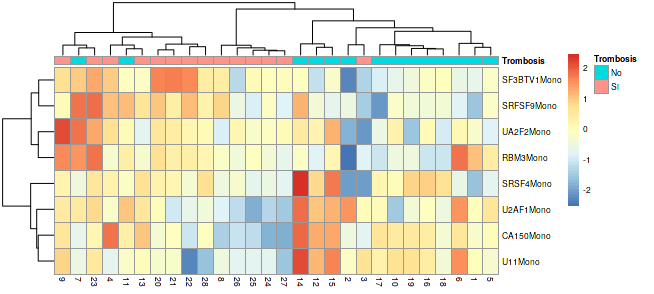 Trombosis
Trombosis
No
SI
2
1
0
-1
-2
SF3BTV1Mono
SRFSF9Mono
UA2F2Mono
RBM3Mono
SRSF4Mono
U2AF1Mono
CA150Mono
U11Mono
9 7 23 4 11 13 20 21 22 28 8 26 25 24 27 14 12 15 2 3 17 10 19 16 18 6 1 5